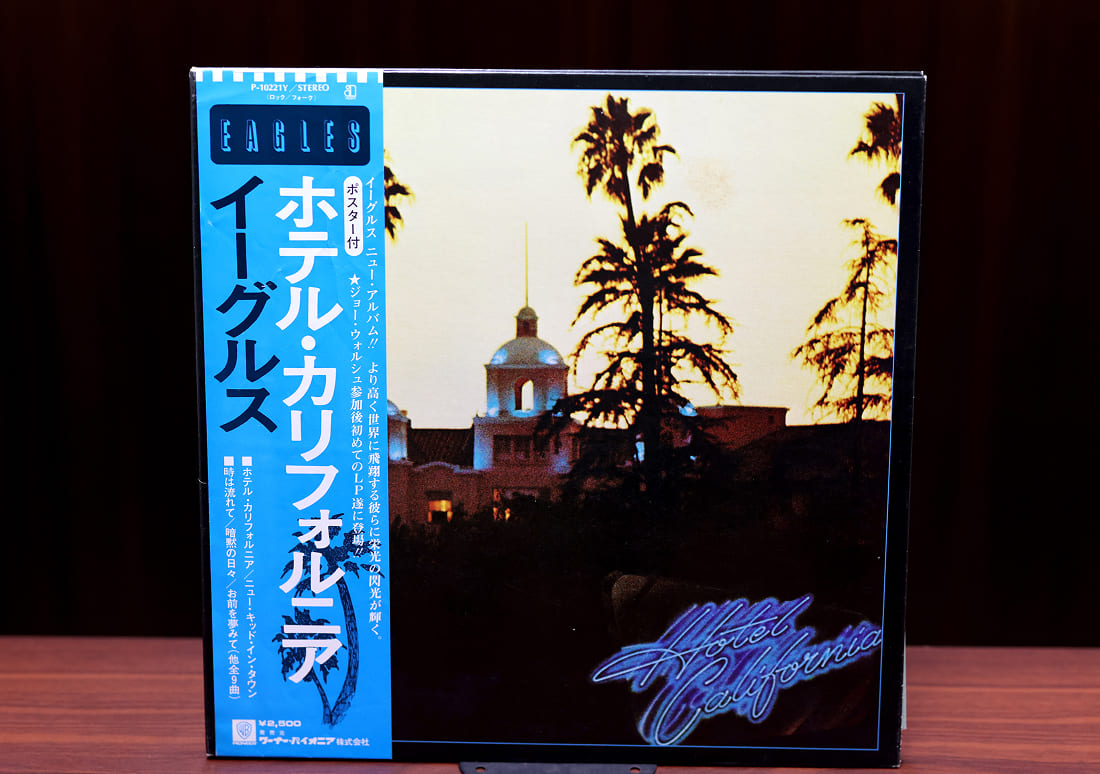 P-10221Y/STEREO
(ロック/フォーク)
EAGLES
イーグルス ニュー・アルバム!! より高く世界に飛翔する彼らに栄光の閃光が輝く。
ポスター付
★ジョー・ウォルシュ参加後初めてのLP遂に登場!!
ホテル・カリフォルニア
イーグルス
■ホテル・カリフォルニア/ニュー・キッド・イン・タウン
■時は流れて/暗黙の日々/お前を夢みて(他全9曲)
¥2,500
発売元
ワーナー・パイオニア株式会社
WB
PIONEER
Hotel
California